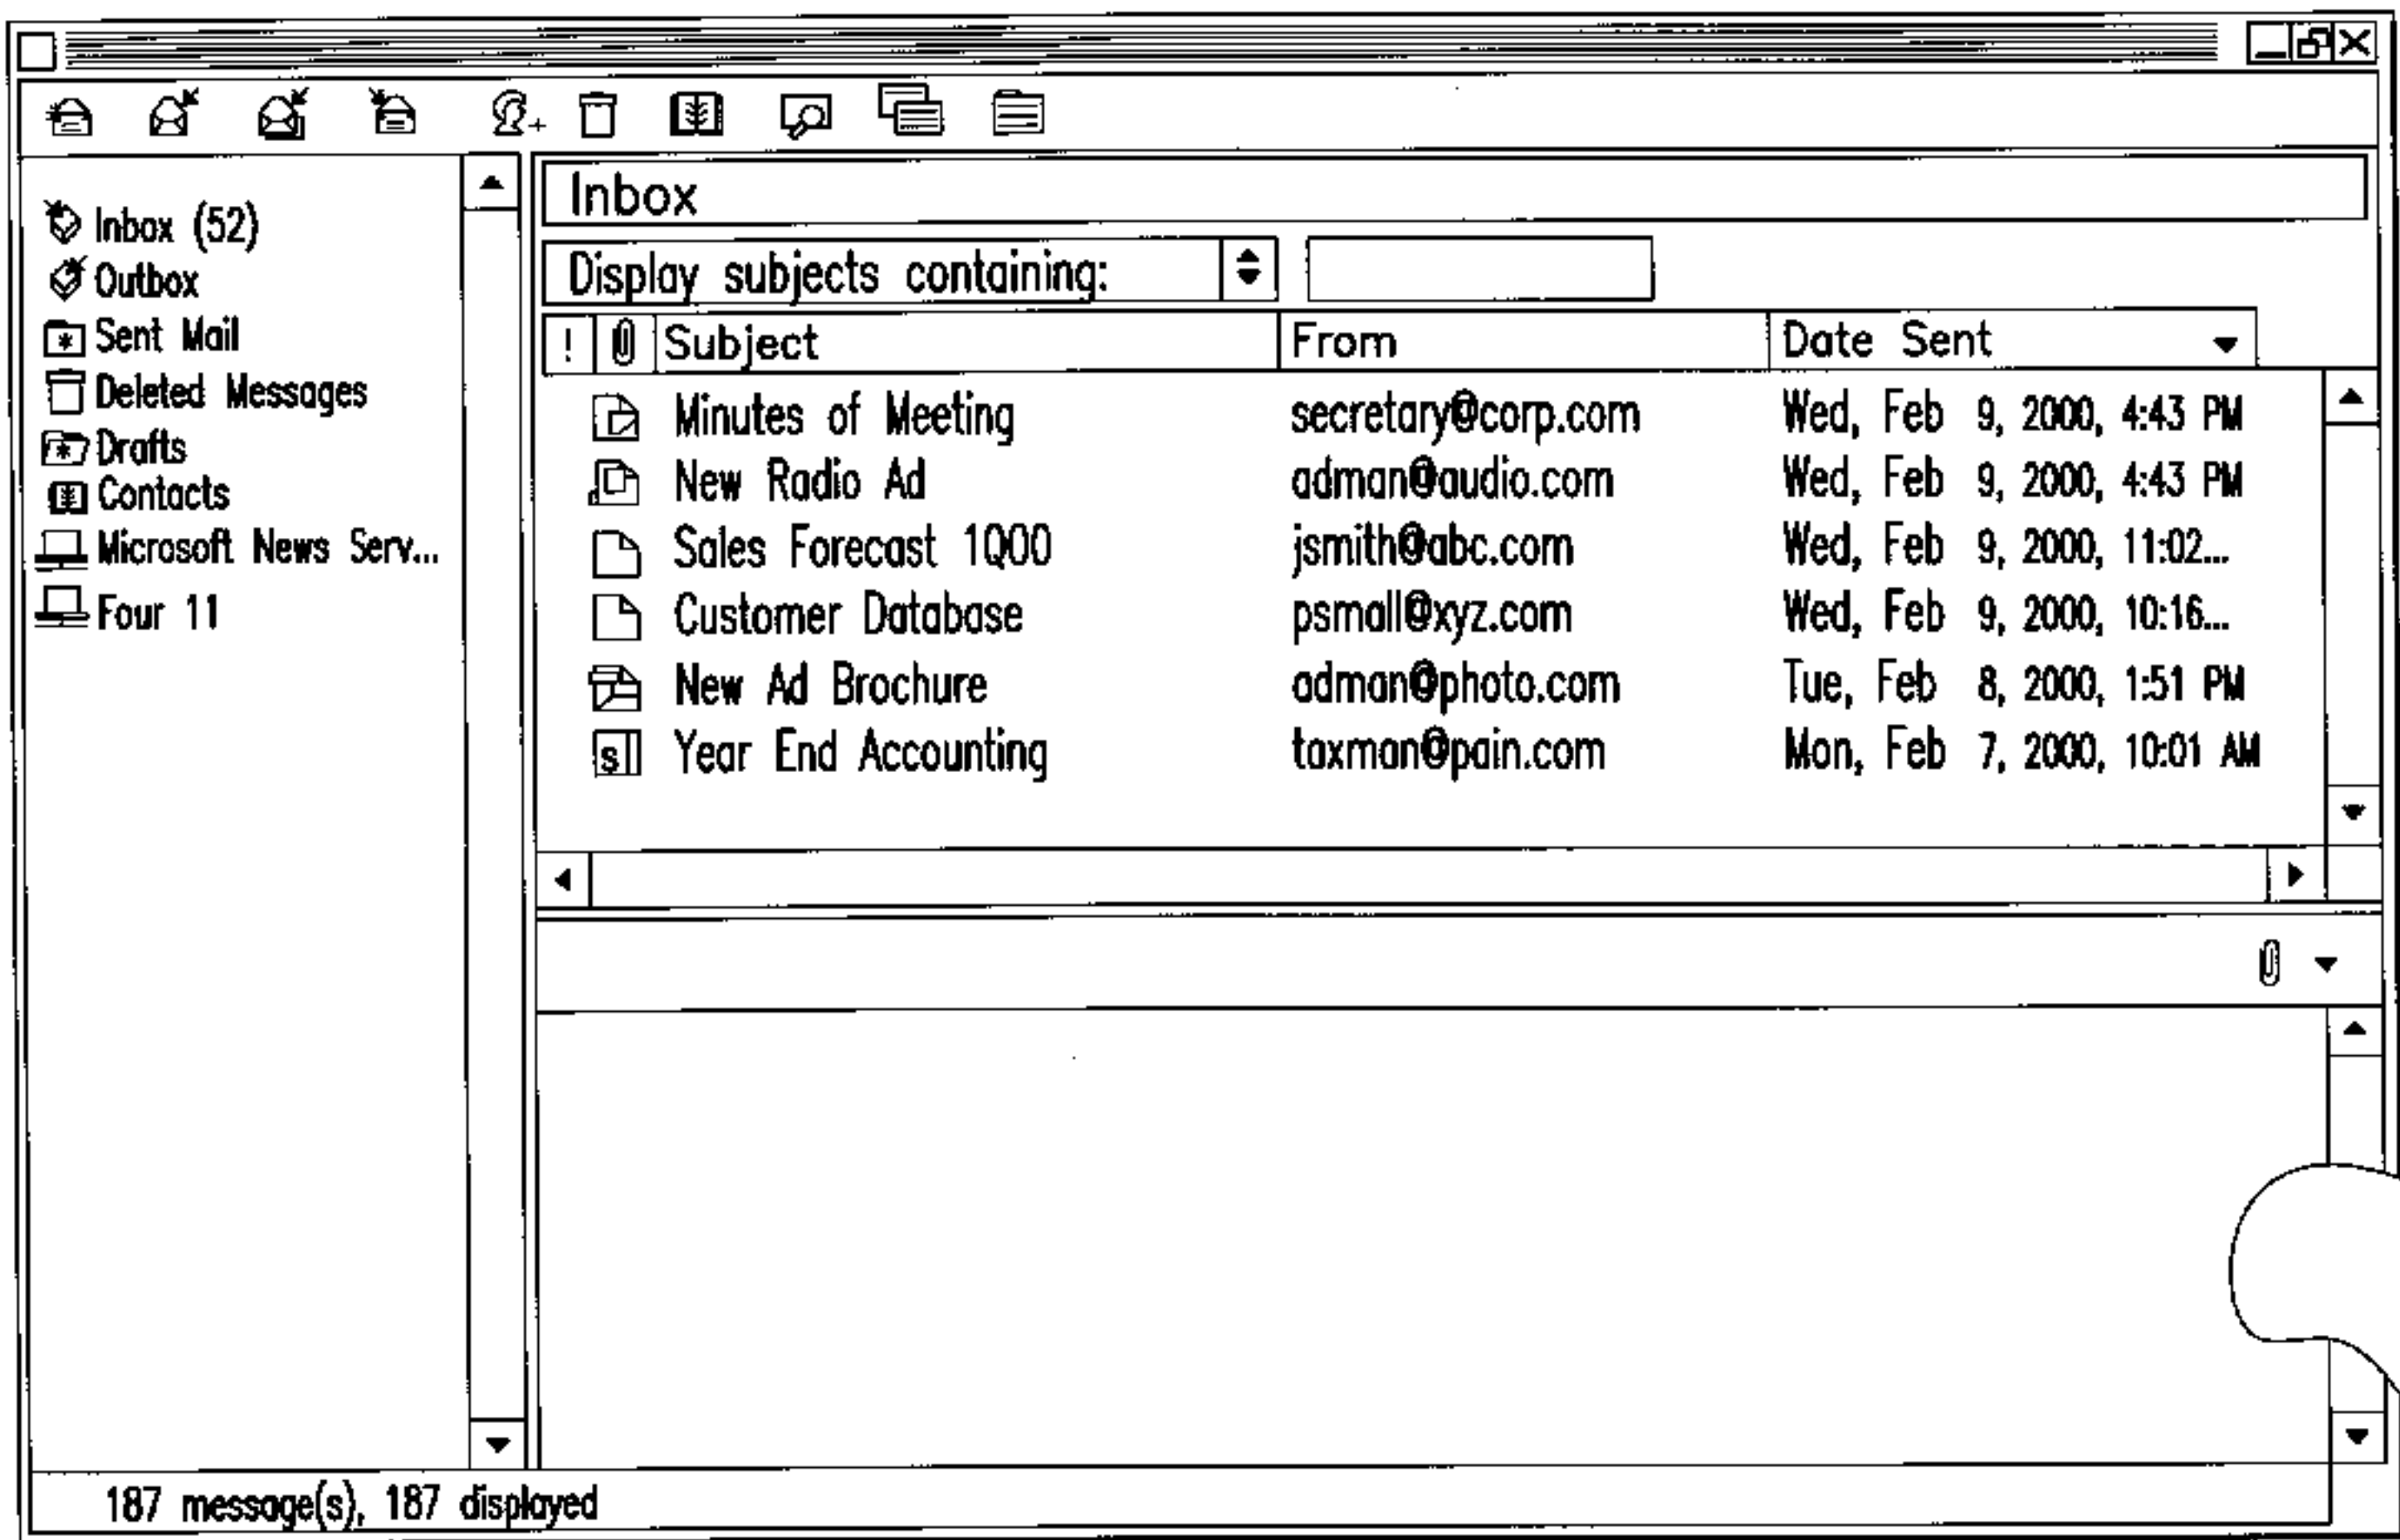 Inbox (52)
Outbox
Sent Mail
Deleted Messages
Drafts
Contacts
Microsoft News Serv...
Four 11
Inbox
Display subjects containing:
! Subject From Date Sent
Minutes of Meeting secretary@corp.com Wed, Feb 9, 2000, 4:43 PM
New Radio Ad adman@audio.com Wed, Feb 9, 2000, 4:43 PM
Sales Forecast 1Q00 jsmith@abc.com Wed, Feb 9, 2000, 11:02...
Customer Database psmall@xyz.com Wed, Feb 9, 2000, 10:16...
New Ad Brochure adman@photo.com Tue, Feb 8, 2000, 1:51 PM
S Year End Accounting taxman@pain.com Mon, Feb 7, 2000, 10:01 AM
187 message(s), 187 displayed